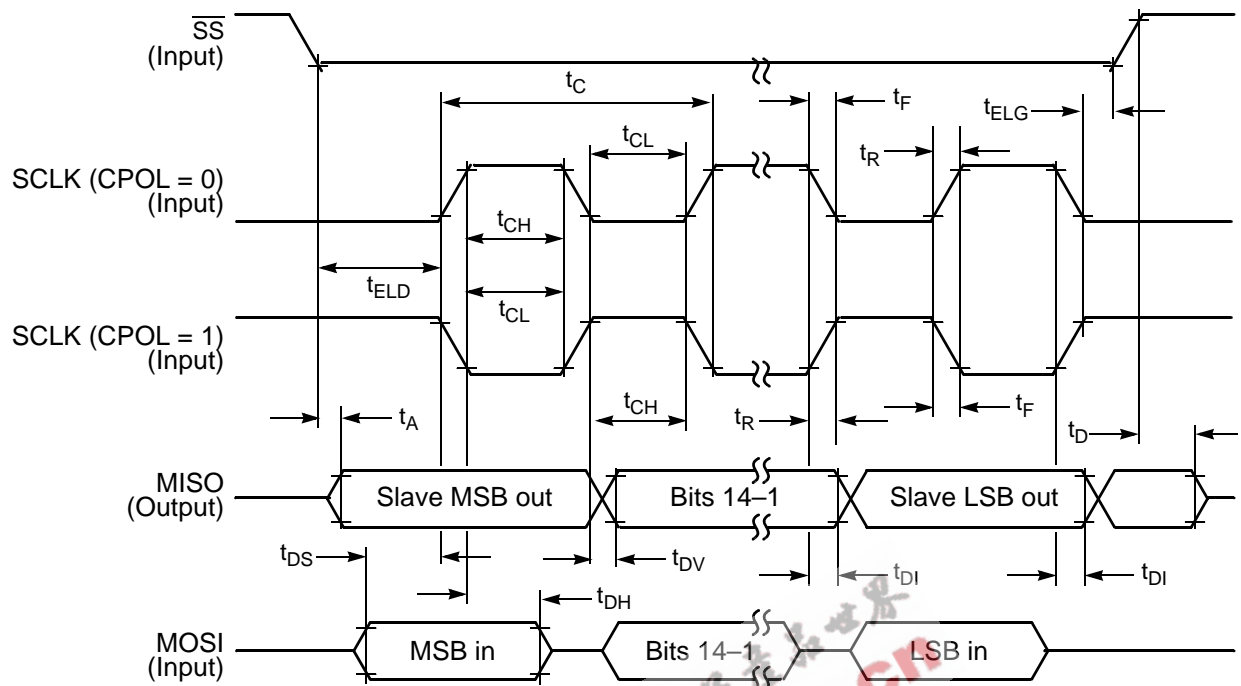 SS
(Input)
tC
tF
tELG
tCL
tR
SCLK (CPOL = 0)
(Input)
tCH
tELD
tCL
SCLK (CPOL = 1)
(Input)
tA
tCH
tR
tF
tD
MISO
(Output)
Slave MSB out
Bits 14–1
Slave LSB out
tDS
tDV
tDI
tDI
tDH
MOSI
(Input)
MSB in
Bits 14–1
LSB in
.cn